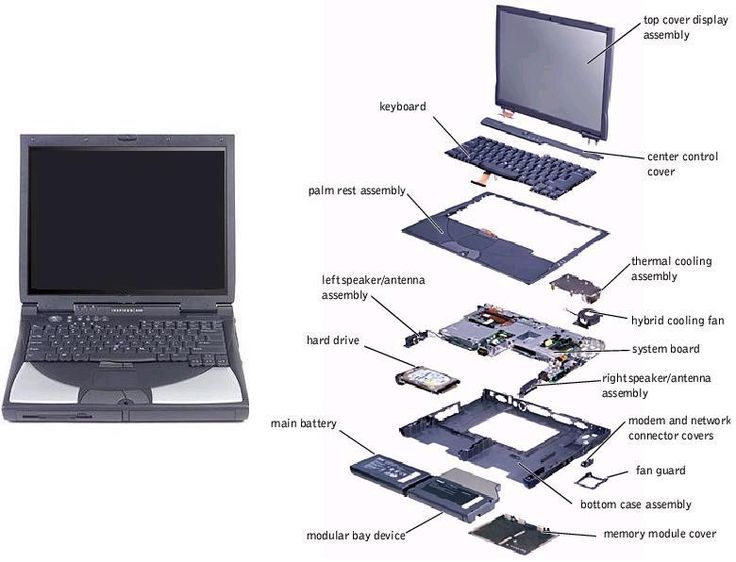 top cover display
assembly
keyboard
center control
cover
palm rest assembly
thermal cooling
assembly
left speaker/antenna
assembly
hybrid cooling fan
hard drive
system board
right speaker/antenna
assembly
main battery
modem and network
connector covers
fan guard
bottom case assembly
modular bay device
memory module cover